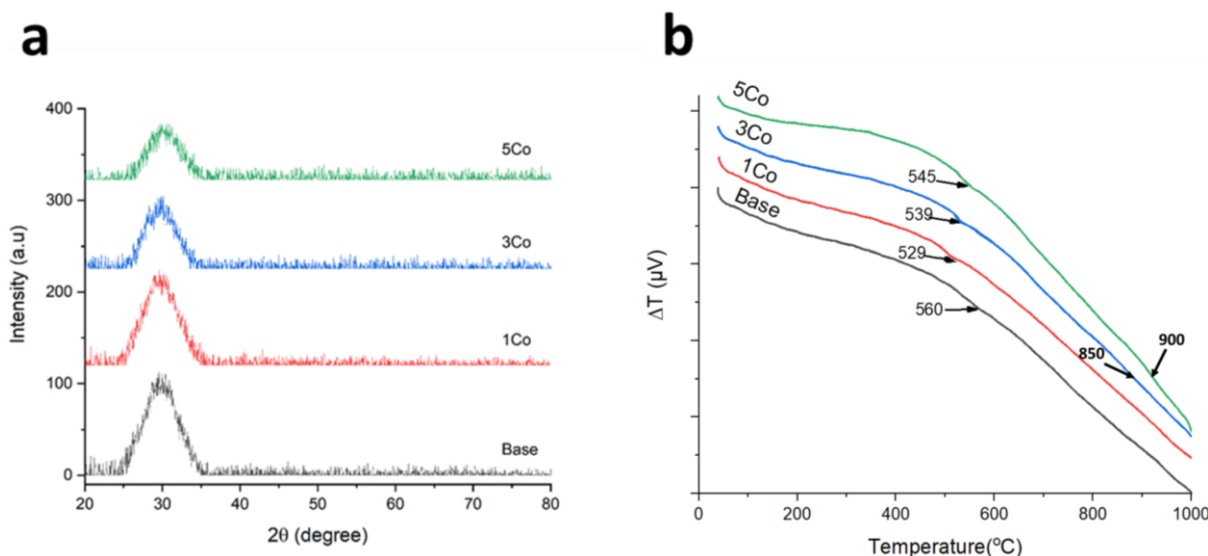 a
400
300
200
100
0
Intensity (a.u)
5Co
3Co
1Co
Base
20 30 40 50 60 70 80
2θ (degree)
b
5Co
3Co
1Co
Base
545
539
529
560
850
900
ΔT (µV)
0 200 400 600 800 1000
Temperature(ºC)